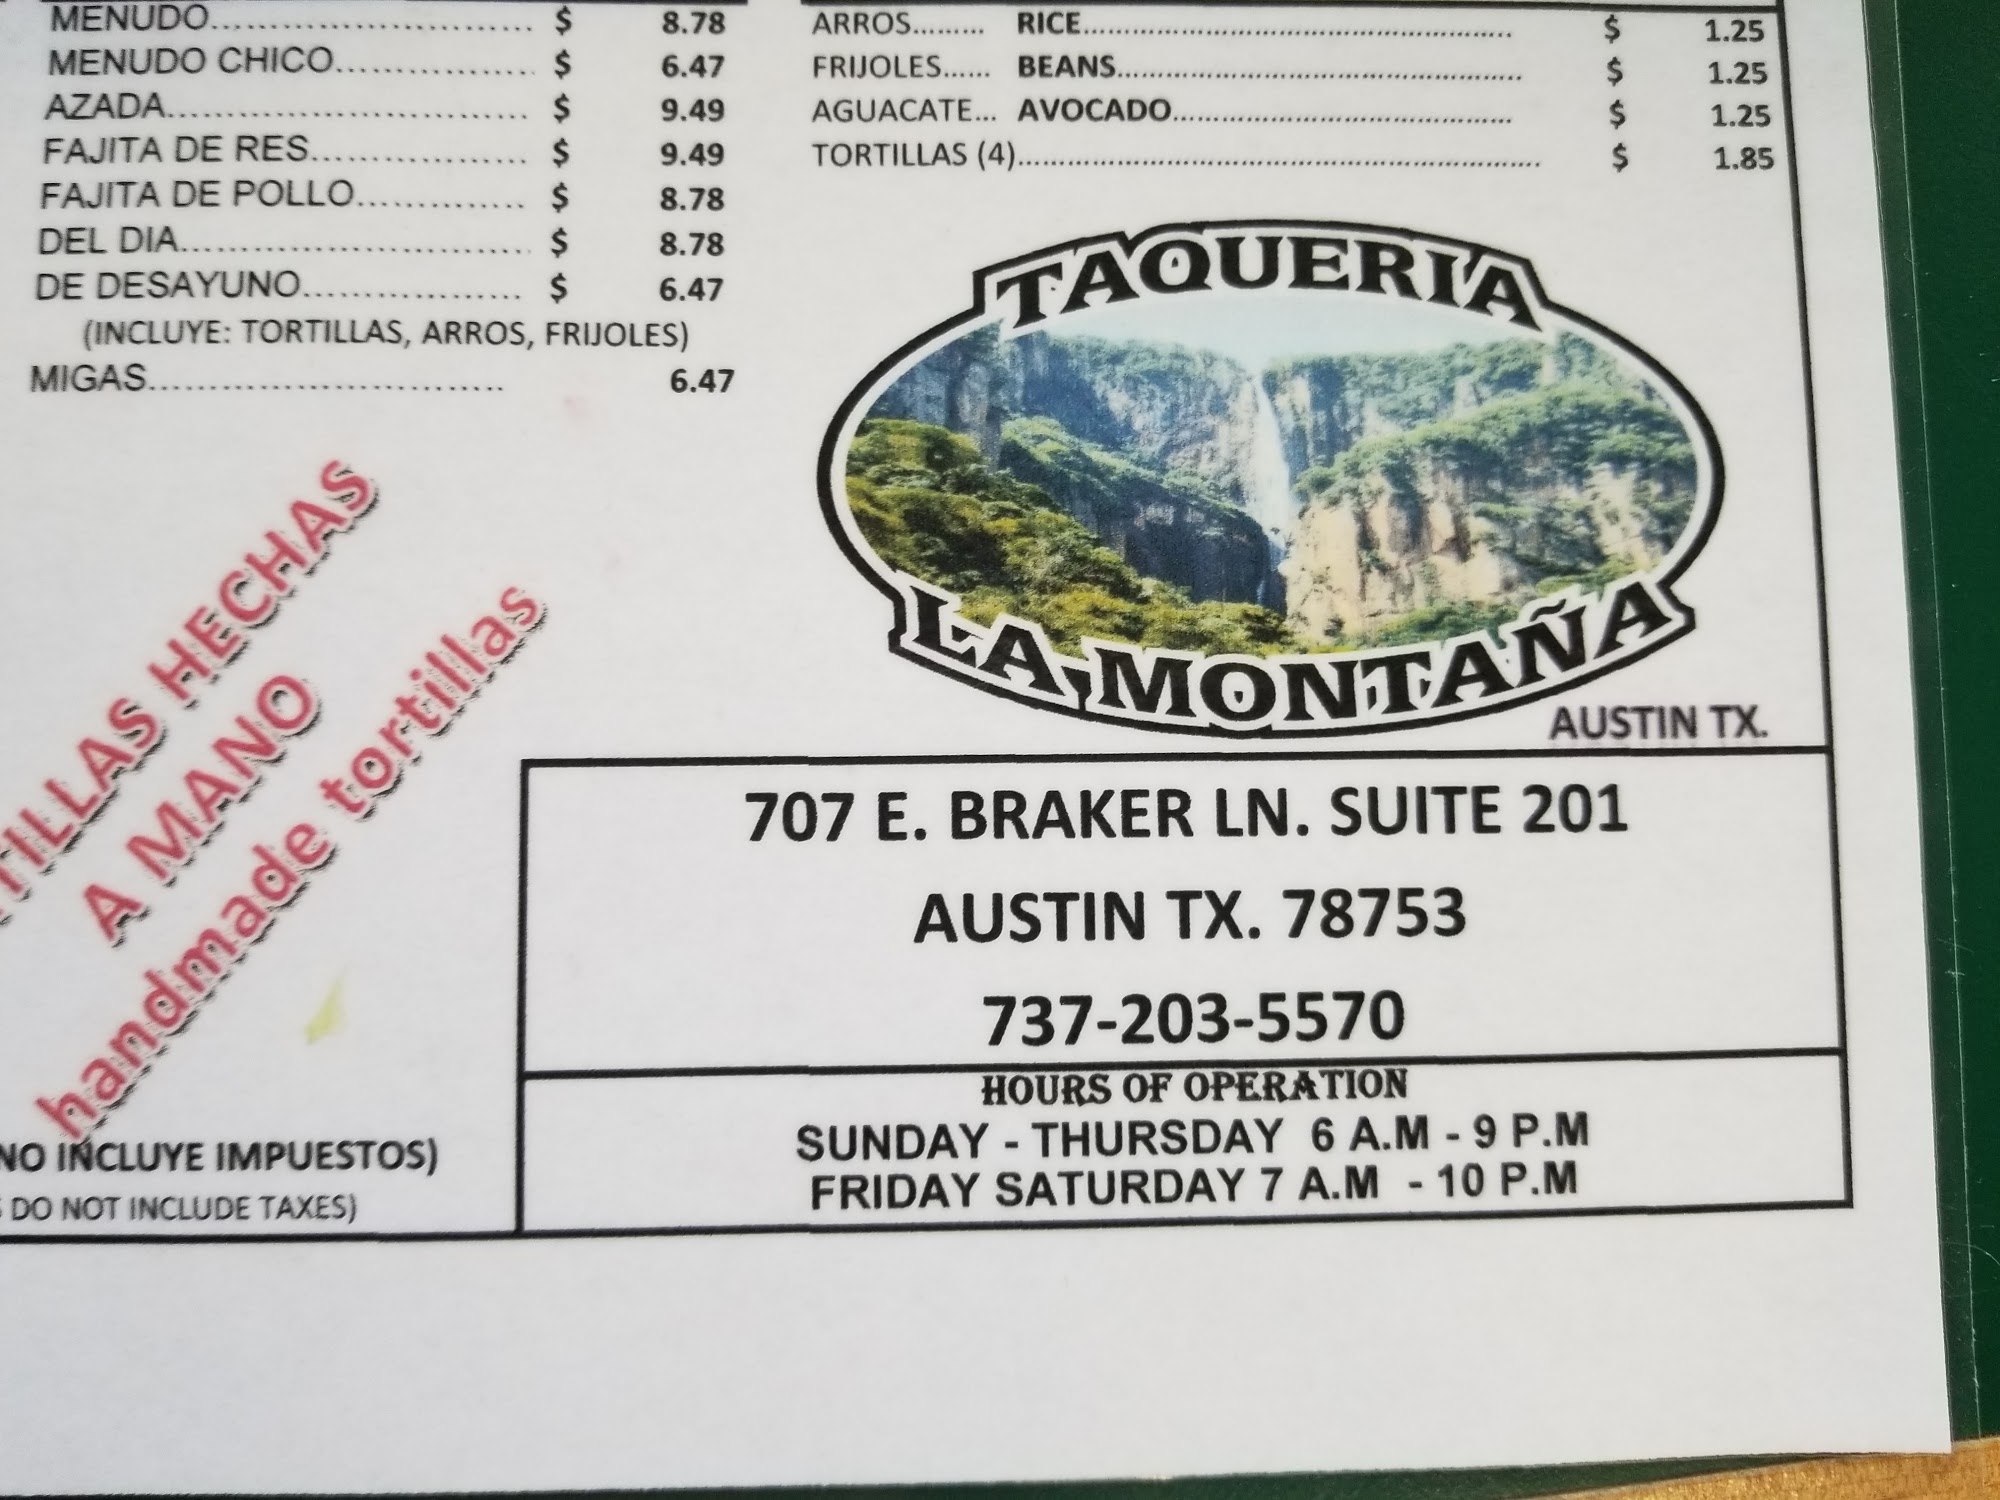 MENUDO.............................. $ 8.78
MENUDO CHICO.................. $ 6.47
AZADA.................................. $ 9.49
FAJITA DE RES.................... $ 9.49
FAJITA DE POLLO............... $ 8.78
DEL DIA................................ $ 8.78
DE DESAYUNO................... $ 6.47
(INCLUYE: TORTILLAS, ARROS, FRIJOLES)
MIGAS................................ 6.47
ARROS......... RICE.................................................. $ 1.25
FRIJOLES...... BEANS............................................... $ 1.25
AGUACATE... AVOCADO....................................... $ 1.25
TORTILLAS (4)............................................................ $ 1.85
TAQUERIA
LA MONTAÑA
AUSTIN TX.
HECHAS
A MANO
handmade tortillas
NO INCLUYE IMPUESTOS)
DO NOT INCLUDE TAXES)
707 E. BRAKER LN. SUITE 201
AUSTIN TX. 78753
737-203-5570
HOURS OF OPERATION
SUNDAY - THURSDAY 6 A.M - 9 P.M
FRIDAY SATURDAY 7 A.M - 10 P.M